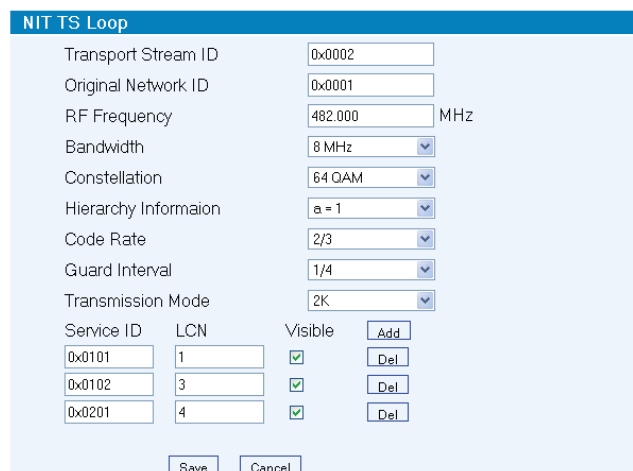 NIT TS Loop
Transport Stream ID 0x0002
Original Network ID 0x0001
RF Frequency 482.000 MHz
Bandwidth 8 MHz
Constellation 64 QAM
Hierarchy Informaion a = 1
Code Rate 2/3
Guard Interval 1/4
Transmission Mode 2K
Service ID LCN Visible Add
0x0101 1 Del
0x0102 3 Del
0x0201 4 Del
Save Cancel